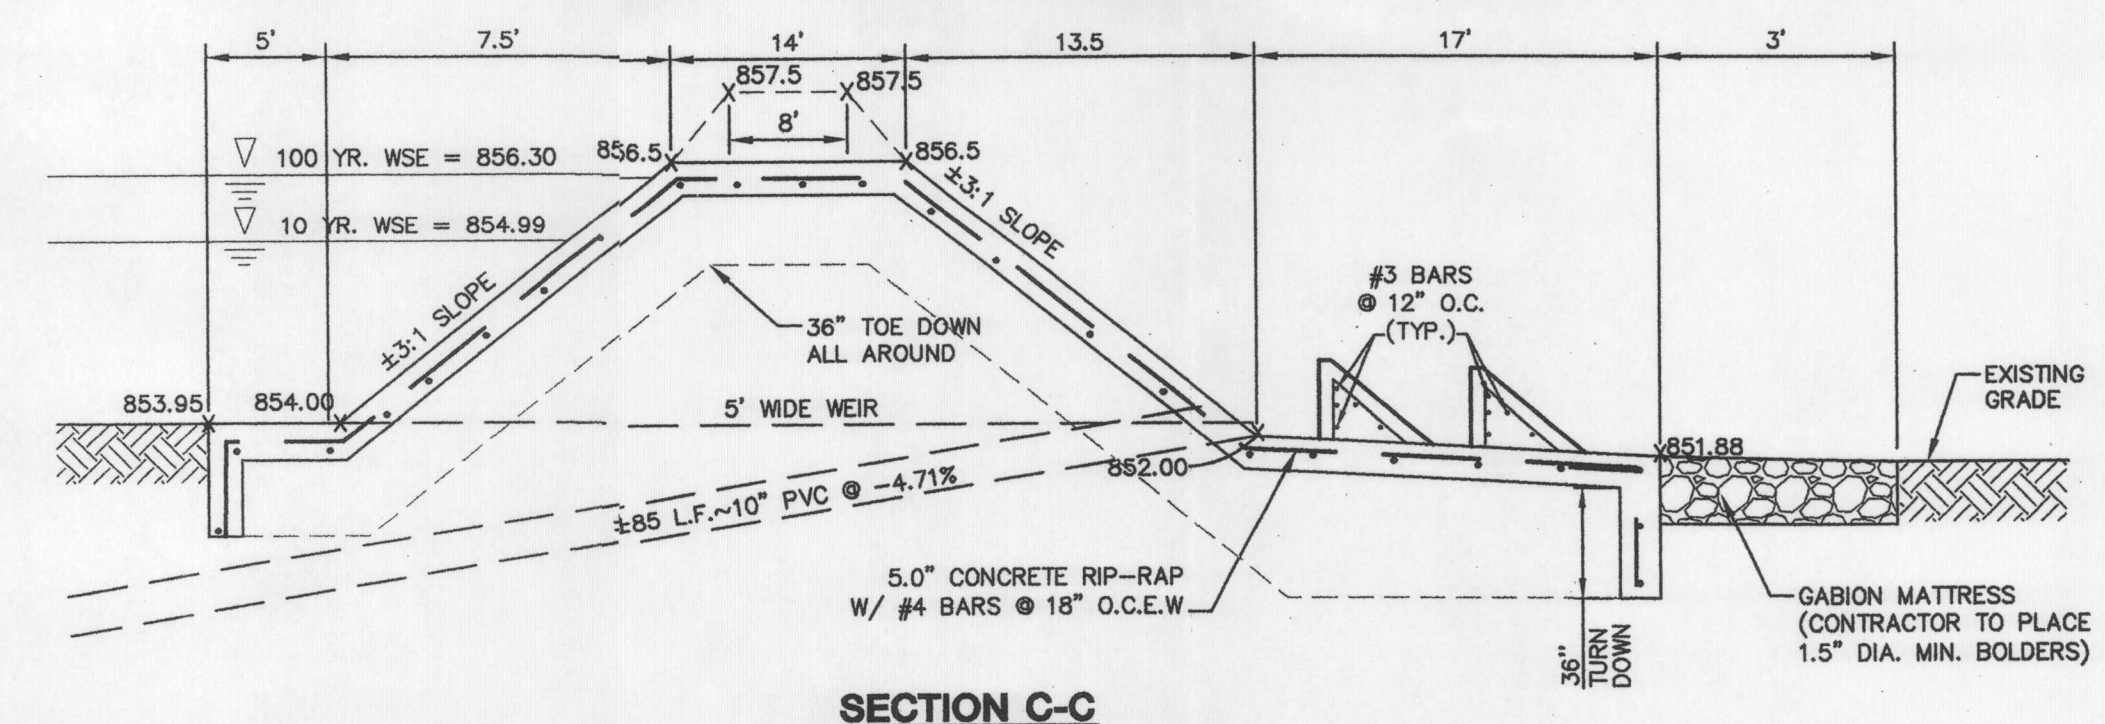 5'
7.5'
14'
13.5
17'
3'
857.5
857.5
8'
100 YR. WSE = 856.30
856.5
856.5
10 YR. WSE = 854.99
±3:1 SLOPE
±3:1 SLOPE
36" TOE DOWN
ALL AROUND
#3 BARS
@ 12" O.C.
(TYP.)
EXISTING
GRADE
853.95
854.00
5' WIDE WEIR
852.00
851.88
±85 L.F.~10" PVC @ -4.71%
5.0" CONCRETE RIP-RAP
W/ #4 BARS @ 18" O.C.E.W
36"
TURN
DOWN
GABION MATTRESS
(CONTRACTOR TO PLACE
1.5" DIA. MIN. BOLDERS)
SECTION C-C